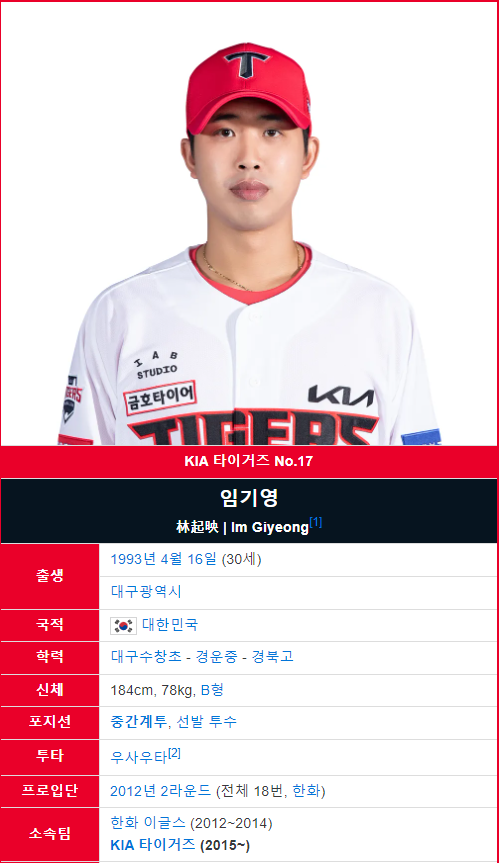 T
I A B
STUDIO
금호타이어
KIA
TIGERS
TIGERS
KIA 타이거즈 No.17
임기영
林起映 | Im Giyeong[1]
출생
1993년 4월 16일 (30세)
대구광역시
국적
대한민국
학력
대구수창초 - 경운중 - 경북고
신체
184cm, 78kg, B형
포지션
중간계투, 선발 투수
투타
우사우타[2]
프로입단
2012년 2라운드 (전체 18번, 한화)
소속팀
한화 이글스 (2012~2014)
KIA 타이거즈 (2015~)